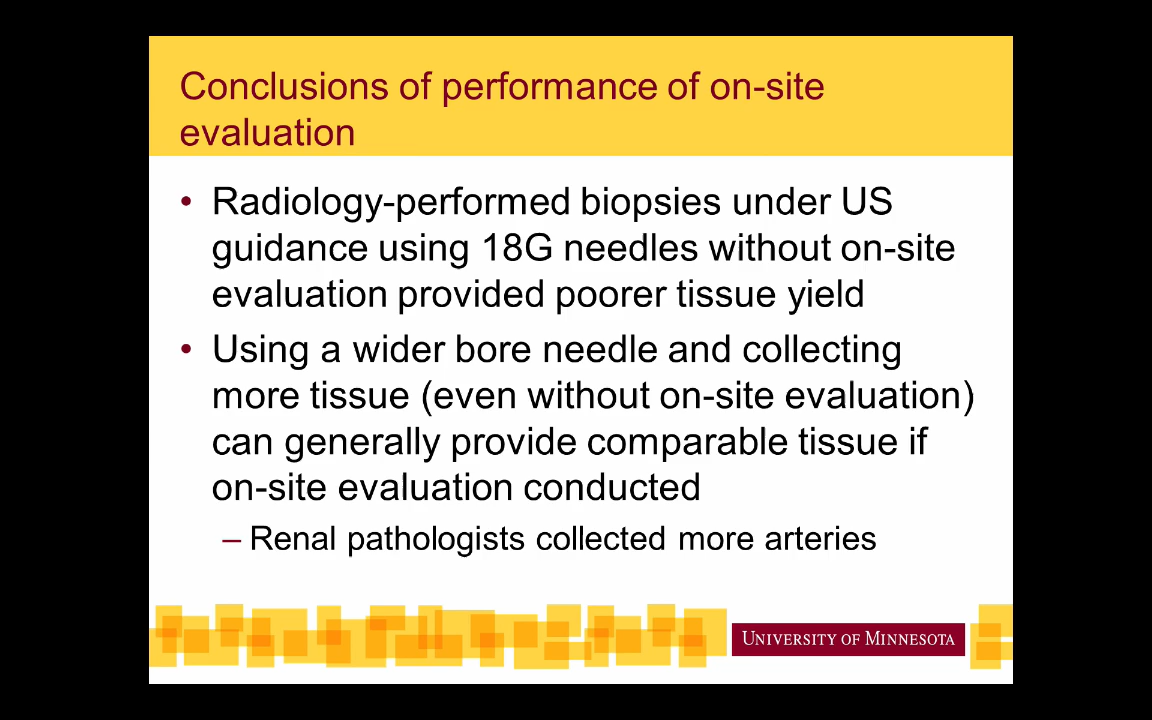 Conclusions of performance of on-site
evaluation
• Radiology-performed biopsies under US
guidance using 18G needles without on-site
evaluation provided poorer tissue yield
• Using a wider bore needle and collecting
more tissue (even without on-site evaluation)
can generally provide comparable tissue if
on-site evaluation conducted
– Renal pathologists collected more arteries
UNIVERSITY OF MINNESOTA